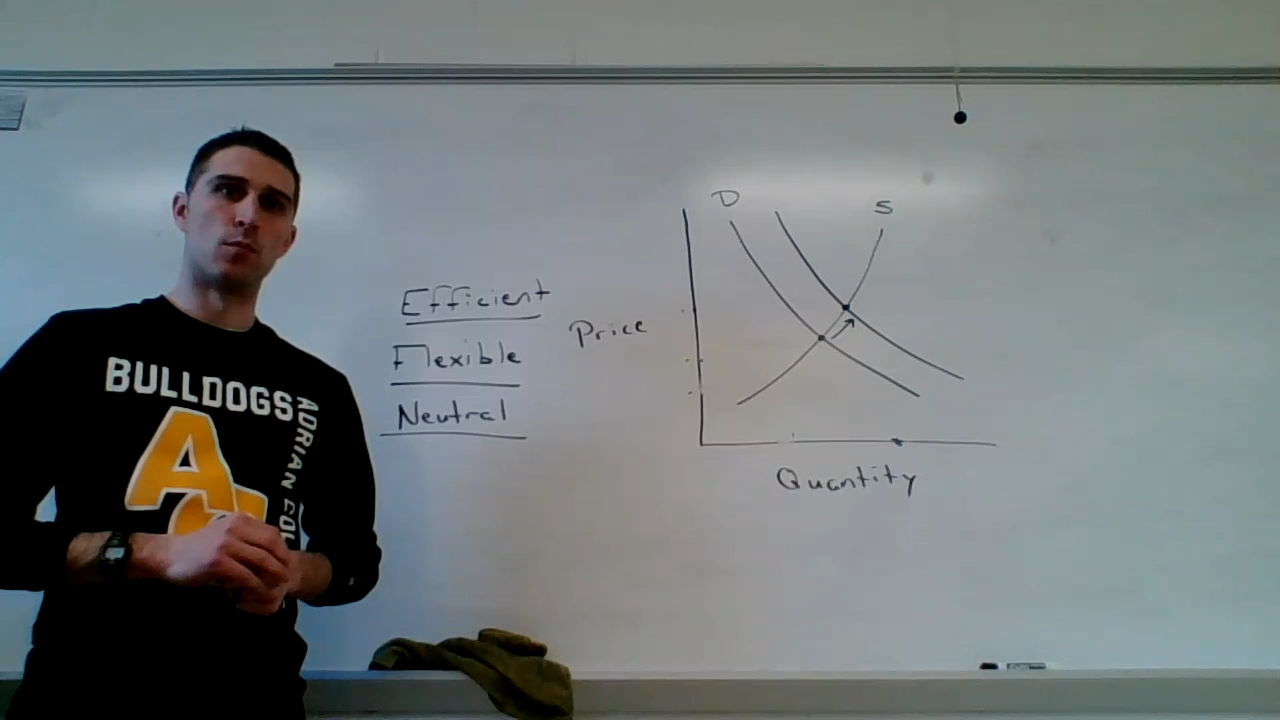 BULLDOGS
ADRIAN COL
A
Efficient
Flexible
Neutral
Price
D
S
Quantity